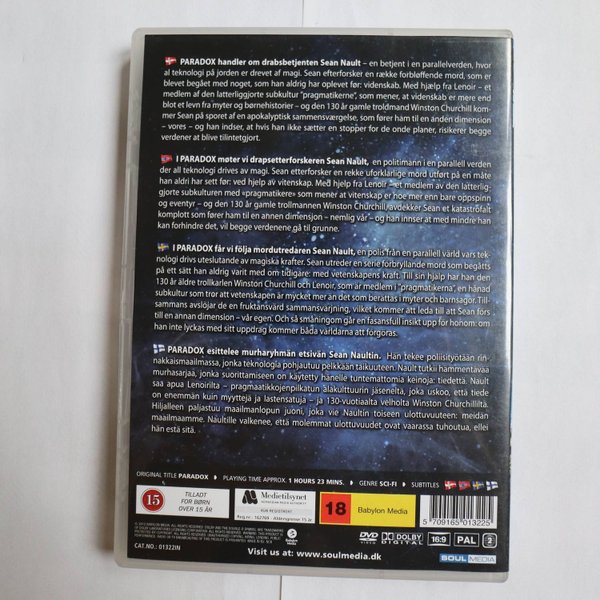 PARADOX handler om drabsbetjenten Sean Nault – en betjent i en parallelverden, hvor
al teknologi på jorden er drevet af magi. Sean efterforsker en række forbløffende mord, som er
blevet begået med noget, som han aldrig har oplevet før: videnskab. Med hjælp fra Lenoir – et
medlem af den latterliggjorte subkultur "pragmatikerne", som mener, at videnskab er mere end
blot et levn fra myter og børnehistorier – og den 130 år gamle troldmand Winston Churchill kom-
mer Sean på sporet af en apokalyptisk sammensværgelse, som fører ham til en anden dimension
– vores – og han indser, at hvis han ikke sætter en stopper for de onde planer, risikerer begge
verdener at blive tilintetgjort.
I PARADOX møter vi drapsetterforskeren Sean Nault, en politimann i en parallell verden
der all teknologi drives av magi. Sean etterforsker en rekke uforklarlige mord utført på en måte
han aldri har sett før: ved hjelp av vitenskap. Med hjelp fra Lenoir – et medlem av den latterlig-
gjorte subkulturen med «pragmatikere» som mener at vitenskap er hoe mer enn bare oppspinn
og eventyr – og den 130 år gamle trollmannen Winston Churchill, avdekker Sean et katastrofalt
komplott som fører ham til en annen dimensjon – nemlig vår – og han innser at med mindre han
kan forhindre det, vil begge verdenene gå til grunne.
I PARADOX får vi följa mordutredaren Sean Nault, en polis från en parallell värld vars tek-
nologi drivs uteslutande av magiska krafter. Sean utreder en serie förbryllande mord som begåtts
på ett sätt han aldrig varit med om tidigare: med vetenskapens kraft. Till sin hjälp har han den
130 år äldre trollkarlen Winston Churchill och Lenoir, som är medlem i "pragmatikerna", en hånad
subkultur som tror att vetenskapen är mycket mer än det som berättas i myter och barnsagor. Till-
sammans avslöjar de en fruktansvärd sammansvärjning, vilket kommer att leda till att Sean förs
till en annan dimension – vår egen. Och så småningom går en fasansfull insikt upp för honom: om
han inte lyckas med sitt uppdrag kommer båda världarna att förgöras.
PARADOX esittelee murharyhmän etsivän Sean Naultin. Hän tekee poliisityötään rin-
nakkaismaailmassa, jonka teknologia pohjautuu pelkkään taikuuteen. Nault tutkii hämmentävää
murhasarjaa, jonka suorittamiseen on käytetty hänelle tuntemattomia keinoja: tiedettä. Nault
saa apua Lenoirilta – pragmaatikkojenpilkatun alakulttuurin jäseneltä, joka uskoo, että tiede
on enemmän kuin myyttejä ja lastensatuja – ja 130-vuotiaalta velholta Winston Churchillilta.
Hiljalleen paljastuu maailmanlopun juoni, joka vie Naultin toiseen ulottuvuuteen: meidän
maailmaamme. Naultille valkenee, että molemmat ulottuvuudet ovat vaarassa tuhoutua, ellei
hän estä sitä.
ORIGINAL TITLE PARADOX PLAYING TIME APPROX. 1 HOURS 23 MINS. GENRE SCI-FI SUBTITLES
15 TILLADT
FOR BØRN
OVER 15 ÅR
M Medietilsynet
KUN REGISTRERT
Reg.nr.: 162769 - Aldersgrense 15 år
18 Babylon Media
5 709165 013225
DVD VIDEO DOLBY DIGITAL 16:9 PAL 2
CAT.NO.: 01322IN
Visit us at: www.soulmedia.dk
SOUL MEDIA